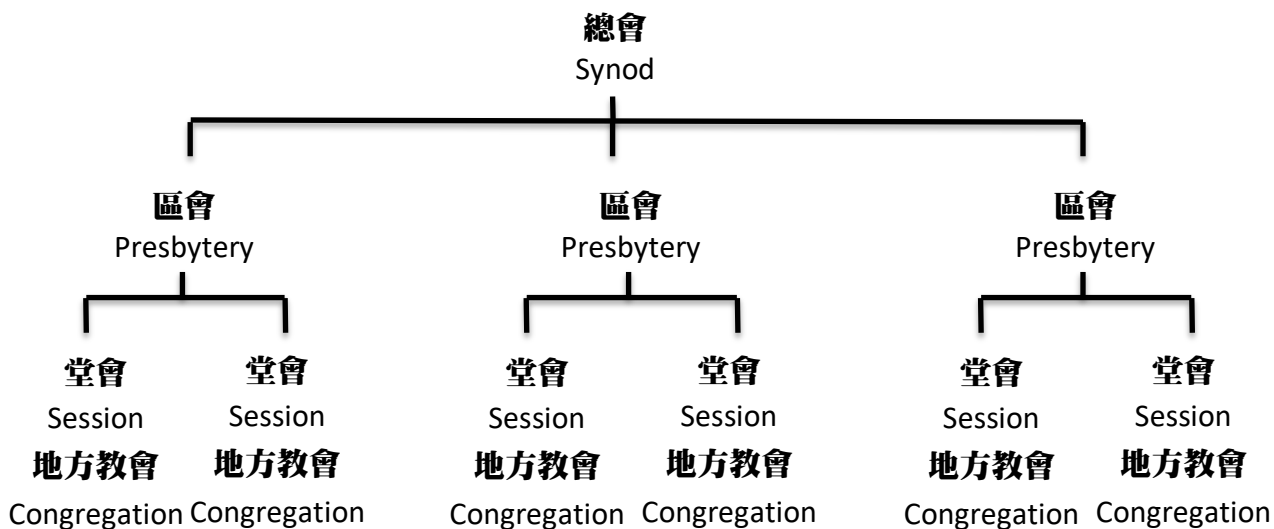 總會
Synod
區會 區會 區會
Presbytery Presbytery Presbytery
堂會 堂會 堂會 堂會 堂會 堂會
Session Session Session Session Session Session
地方教會 地方教會 地方教會 地方教會 地方教會 地方教會
Congregation Congregation Congregation Congregation Congregation Congregation